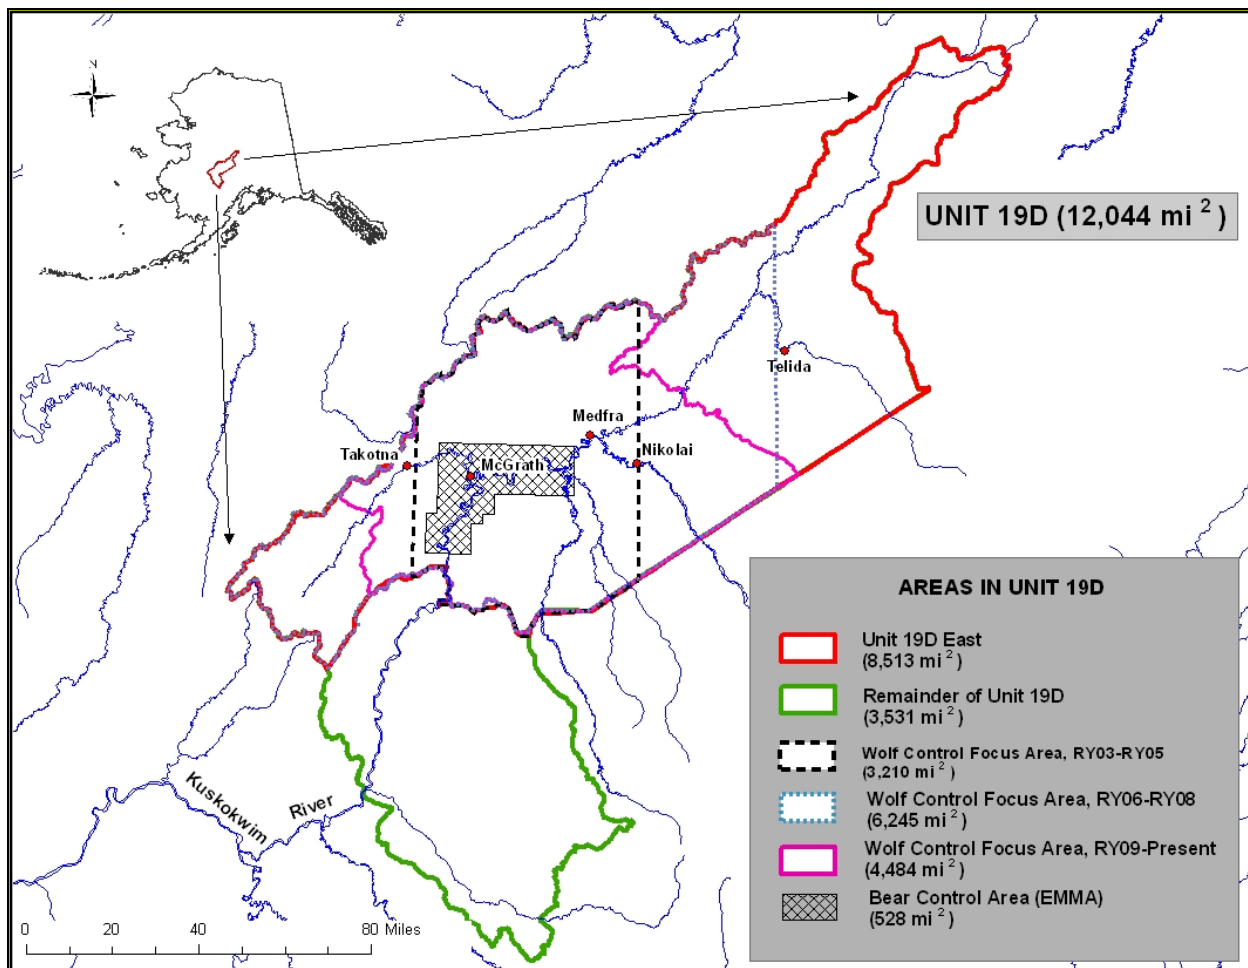 N
UNIT 19D (12,044 mi ²)
Telida
Medfra
Takotna
McGrath
Nikolai
Kuskokwim
River
AREAS IN UNIT 19D
Unit 19D East
(8,513 mi ²)
Remainder of Unit 19D
(3,531 mi ²)
Wolf Control Focus Area, RY03-RY05
(3,210 mi ²)
Wolf Control Focus Area, RY06-RY08
(6,245 mi ²)
Wolf Control Focus Area, RY09-Present
(4,484 mi ²)
Bear Control Area (EMMA)
(528 mi ²)
0 20 40 80 Miles